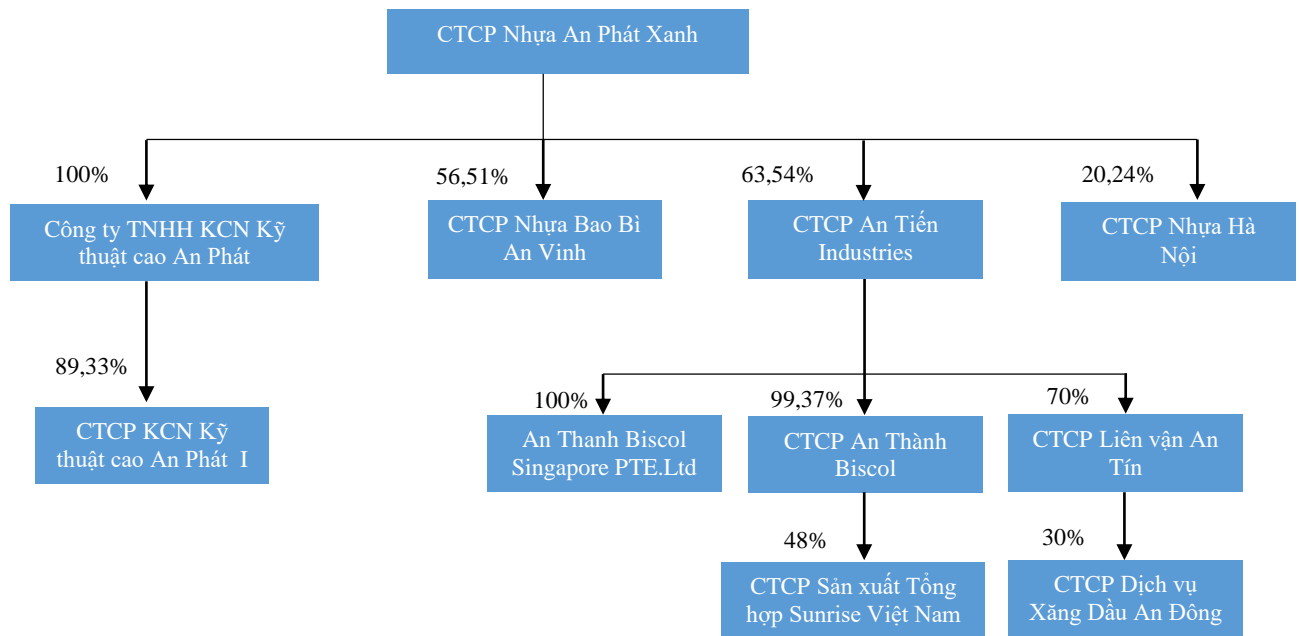 CTCP Nhựa An Phát Xanh
100%
56,51%
63,54%
20,24%
Công ty TNHH KCN Kỹ
thuật cao An Phát
CTCP Nhựa Bao Bì
An Vinh
CTCP An Tiến
Industries
CTCP Nhựa Hà
Nội
89,33%
CTCP KCN Kỹ
thuật cao An Phát I
100%
99,37%
70%
An Thanh Biscol
Singapore PTE.Ltd
CTCP An Thành
Biscol
CTCP Liên vận An
Tín
48%
30%
CTCP Sản xuất Tổng
hợp Sunrise Việt Nam
CTCP Dịch vụ
Xăng Dầu An Đông